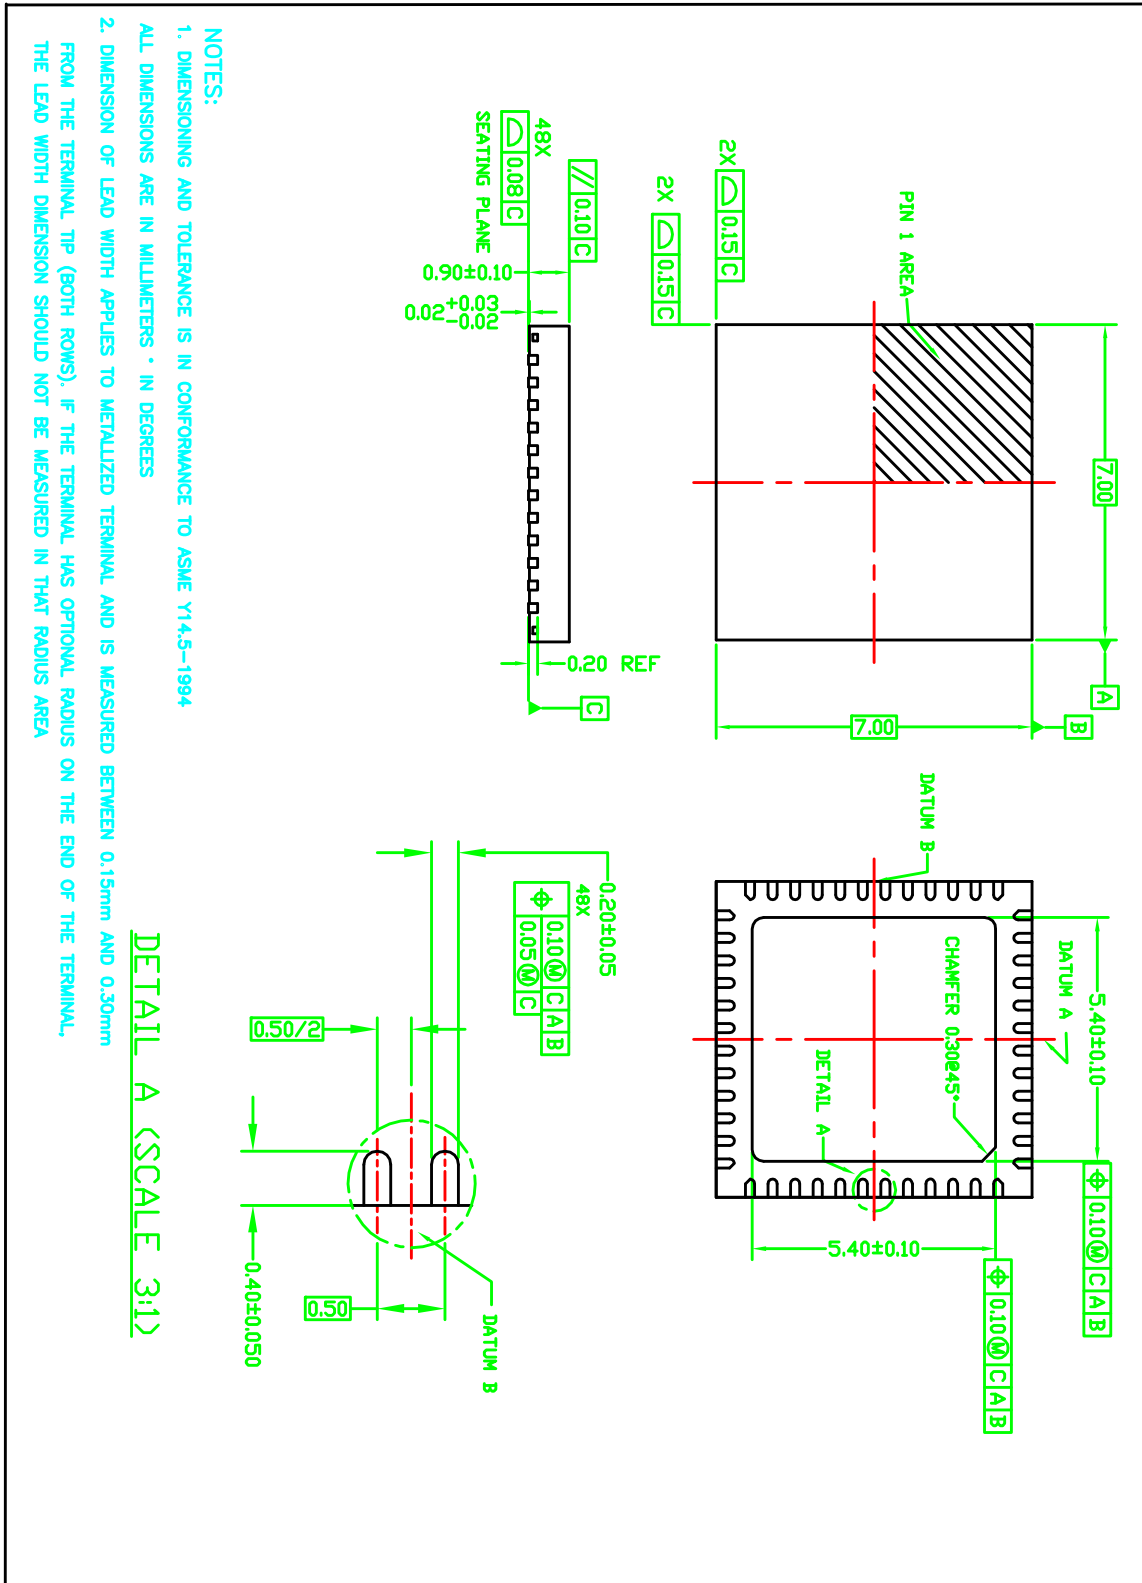 2X 0.15 C
2X 0.15 C
PIN 1 AREA
7.00
A
7.00
B
DATUM B
DATUM A
5.40±0.10
0.10 Ⓜ C A B
CHAMFER 0.30@45°
DETAIL A
5.40±0.10
0.10 Ⓜ C A B
48X
0.08 C
SEATING PLANE
0.10 C
0.90±0.10
0.02 +0.03
-0.02
0.20 REF
C
0.20±0.05
48X
0.10 Ⓜ C A B
0.05 Ⓜ C
0.50/2
0.50
0.40±0.050
DATUM B
DETAIL A (SCALE 3:1)
NOTES:
1. DIMENSIONING AND TOLERANCE IS IN CONFORMANCE TO ASME Y14.5-1994
ALL DIMENSIONS ARE IN MILLIMETERS ° IN DEGREES
2. DIMENSION OF LEAD WIDTH APPLIES TO METALLIZED TERMINAL AND IS MEASURED BETWEEN 0.15mm AND 0.30mm
FROM THE TERMINAL TIP (BOTH ROWS). IF THE TERMINAL HAS OPTIONAL RADIUS ON THE END OF THE TERMINAL,
THE LEAD WIDTH DIMENSION SHOULD NOT BE MEASURED IN THAT RADIUS AREA